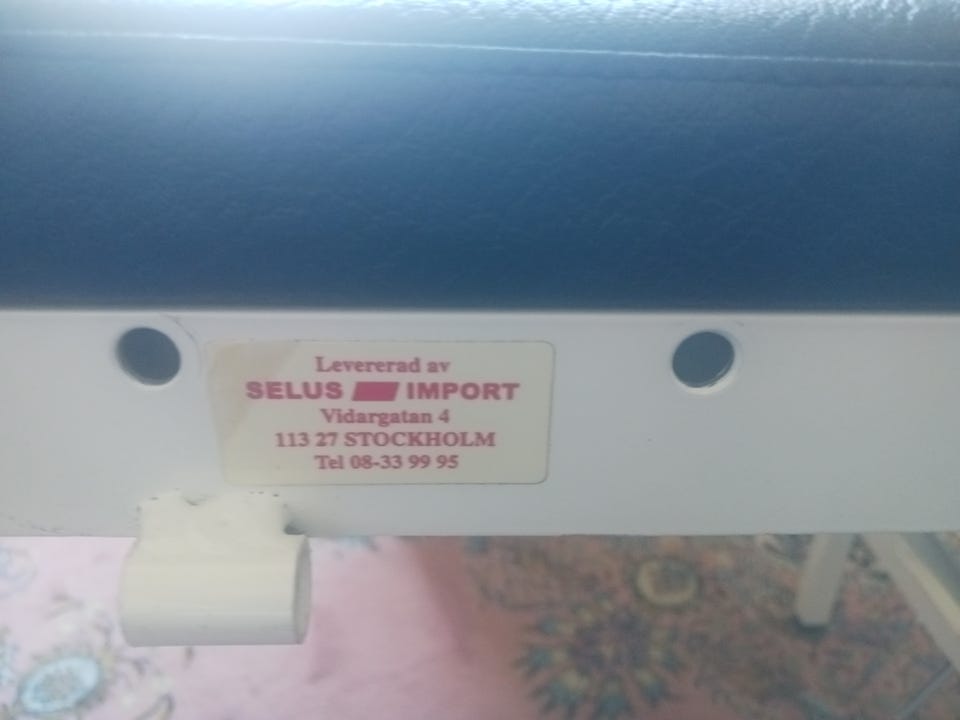 Levererad av
SELUS IMPORT
Vidargatan 4
113 27 STOCKHOLM
Tel 08-33 99 95